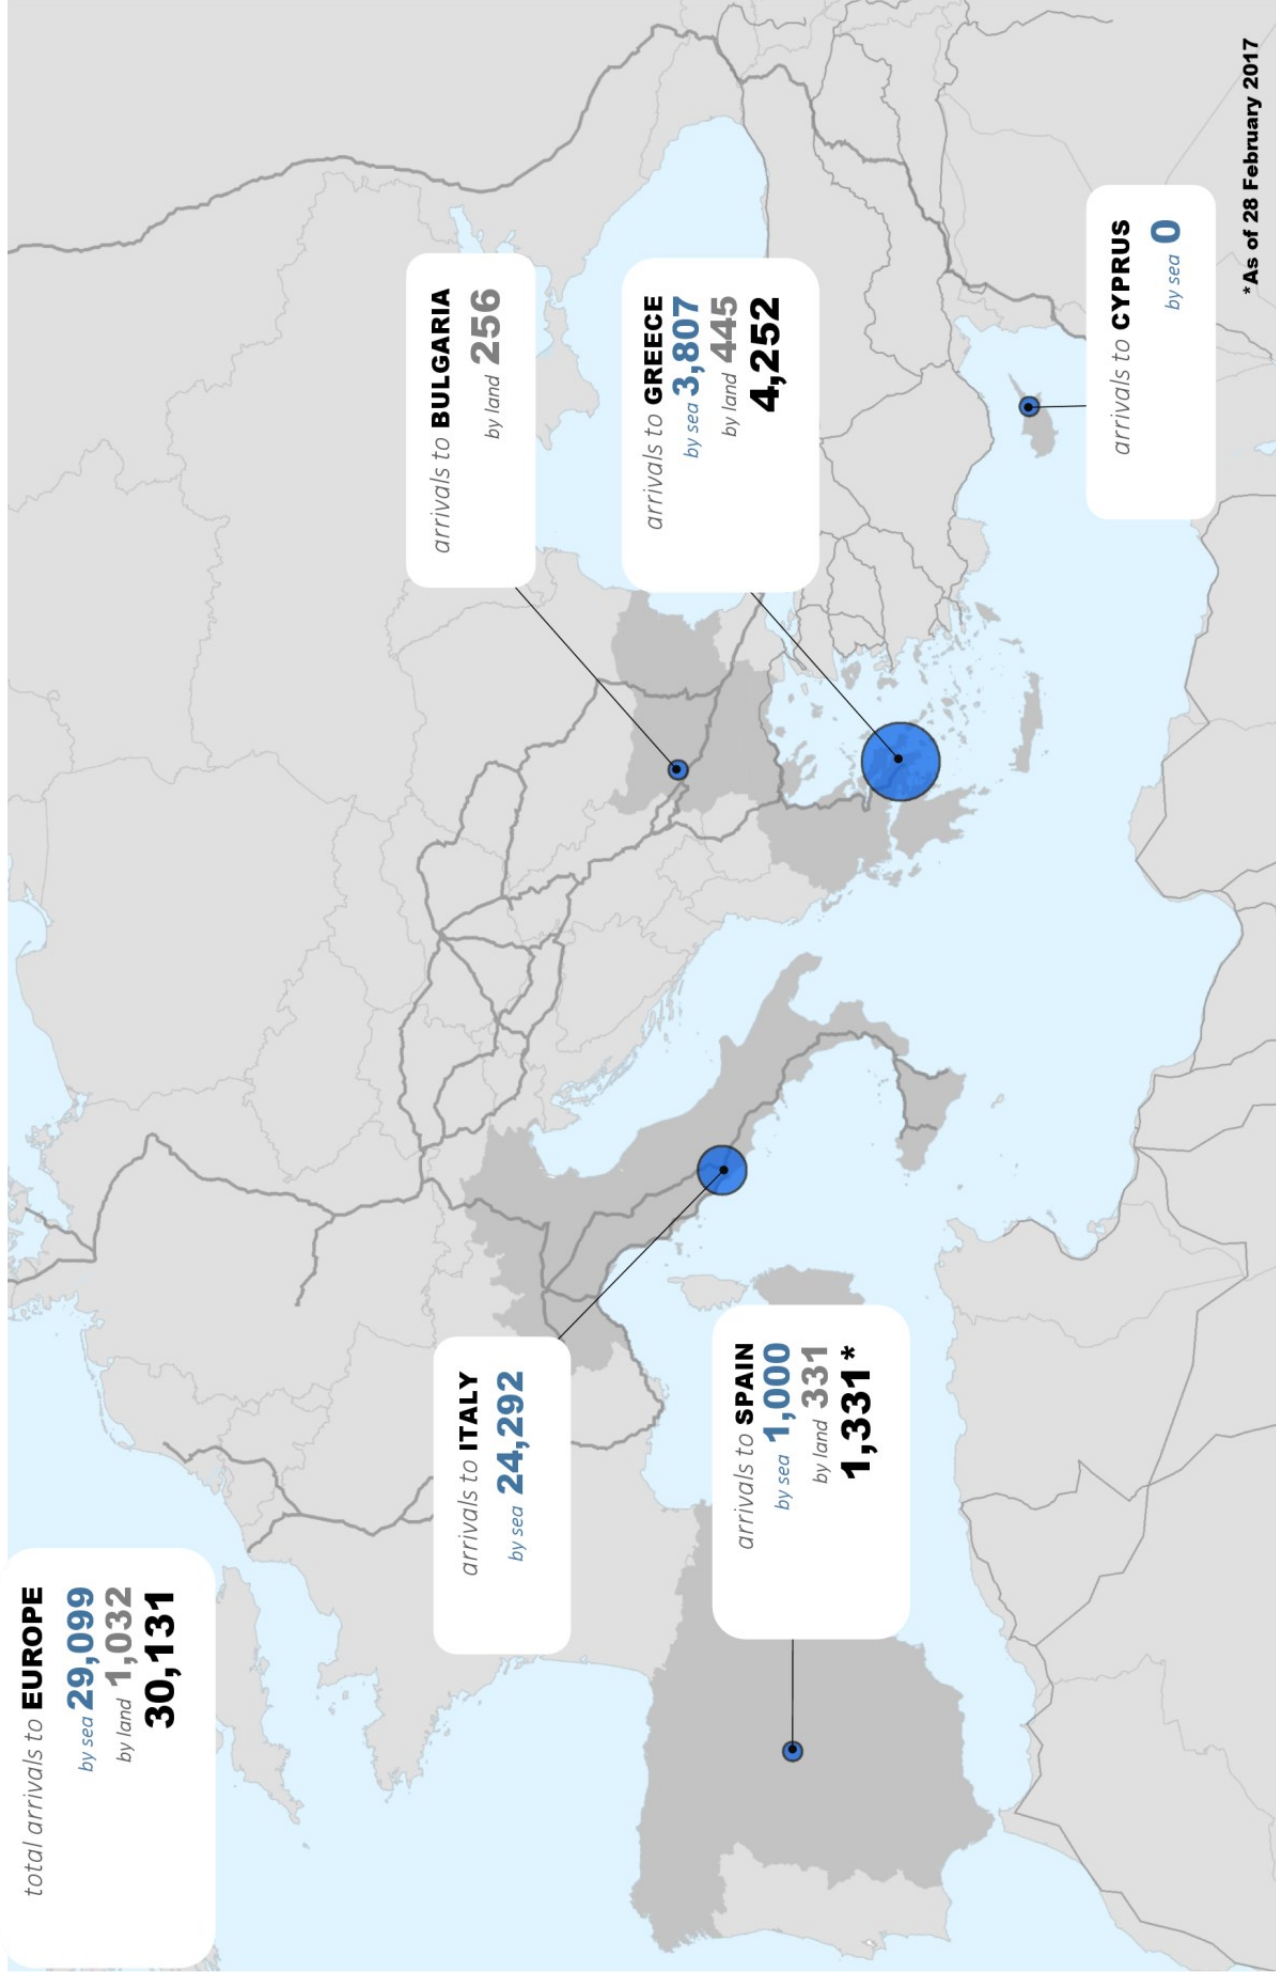 total arrivals to EUROPE
by sea 29,099
by land 1,032
30,131
arrivals to BULGARIA
by land 256
arrivals to ITALY
by sea 24,292
arrivals to GREECE
by sea 3,807
by land 445
4,252
arrivals to SPAIN
by sea 1,000
by land 331
1,331*
arrivals to CYPRUS
by sea 0
*As of 28 February 2017